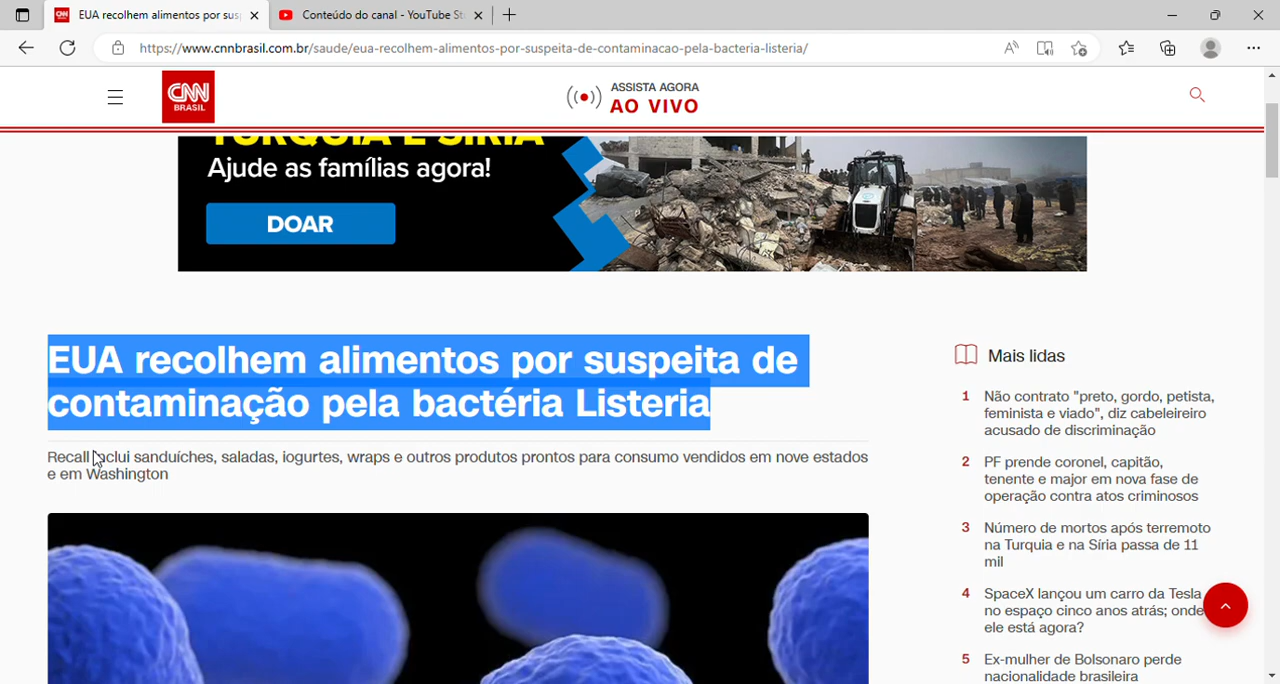 EUA recolhem alimentos por sus
Conteúdo do canal - YouTube St
https://www.cnnbrasil.com.br/saude/eua-recolhem-alimentos-por-suspeita-de-contaminacao-pela-bacteria-listeria/
CNN
BRASIL
ASSISTA AGORA
AO VIVO
TURQUIA E SÍRIA
Ajude as famílias agora!
DOAR
EUA recolhem alimentos por suspeita de
contaminação pela bactéria Listeria
Recall inclui sanduíches, saladas, iogurtes, wraps e outros produtos prontos para consumo vendidos em nove estados
e em Washington
Mais lidas
1 Não contrato "preto, gordo, petista,
feminista e viado", diz cabeleireiro
acusado de discriminação
2 PF prende coronel, capitão,
tenente e major em nova fase de
operação contra atos criminosos
3 Número de mortos após terremoto
na Turquia e na Síria passa de 11
mil
4 SpaceX lançou um carro da Tesla
no espaço cinco anos atrás; onde
ele está agora?
5 Ex-mulher de Bolsonaro perde
nacionalidade brasileira